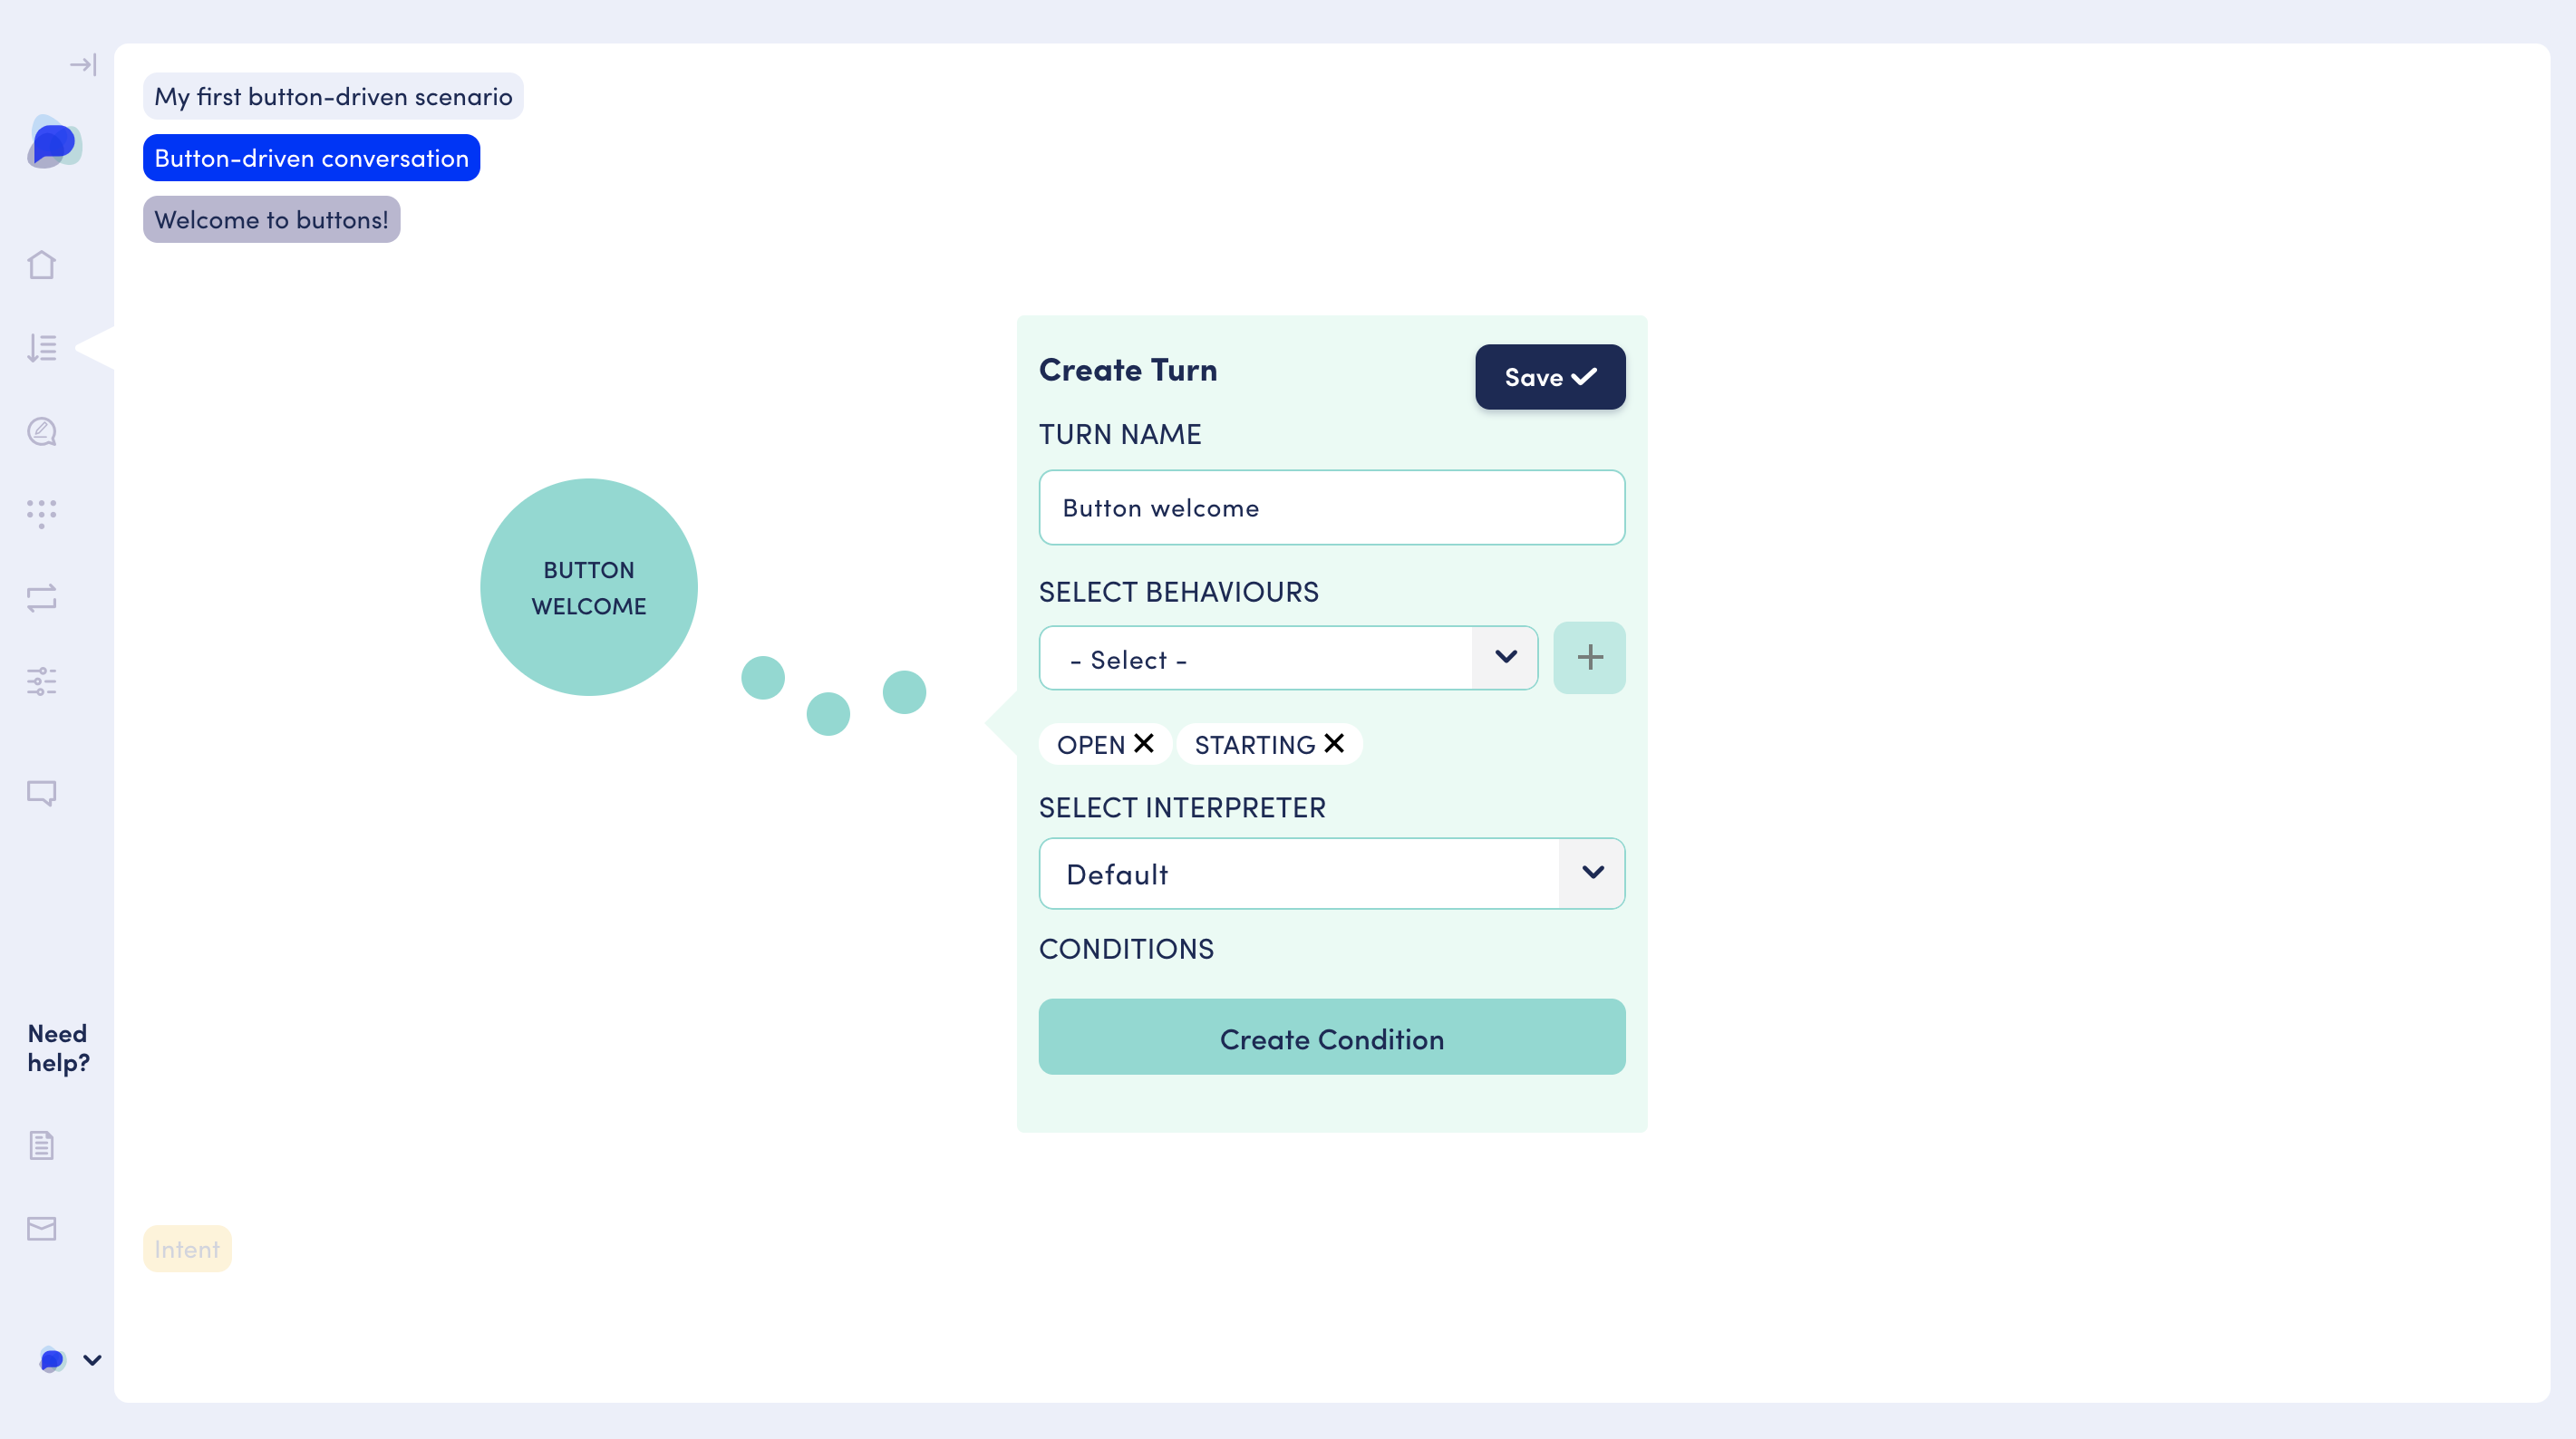 My first button-driven scenario
Button-driven conversation
Welcome to buttons!
BUTTON
WELCOME
Create Turn
Save
TURN NAME
Button welcome
SELECT BEHAVIOURS
- Select -
OPEN
STARTING
SELECT INTERPRETER
Default
CONDITIONS
Create Condition
Need
help?
Intent